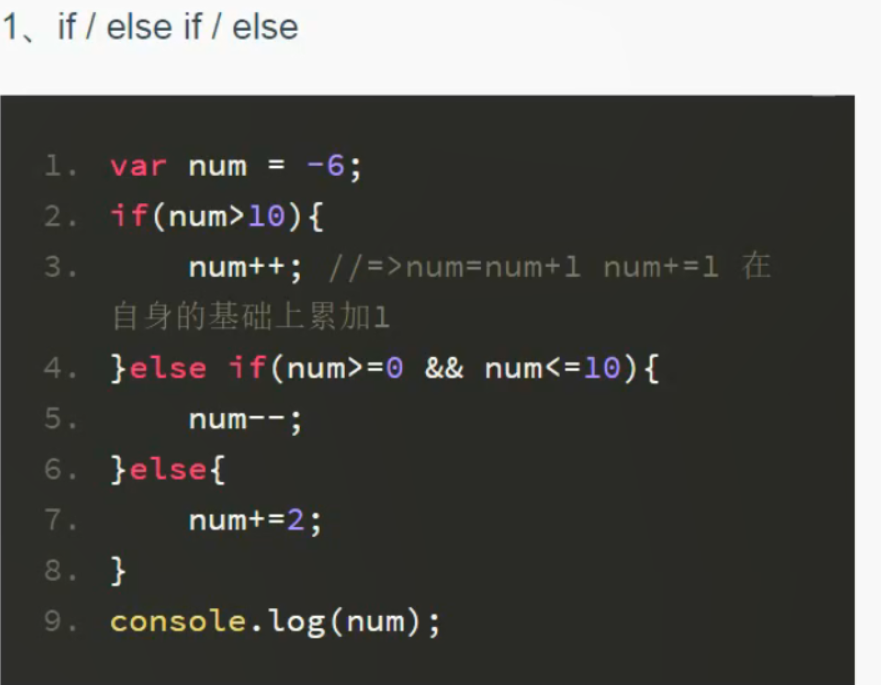 1、if / else if / else
1. var num = -6;
2. if(num>10){
3.     num++; //=>num=num+1 num+=1 在
自身的基础上累加1
4. }else if(num>=0 && num<=10){
5.     num--;
6. }else{
7.     num+=2;
8. }
9. console.log(num);